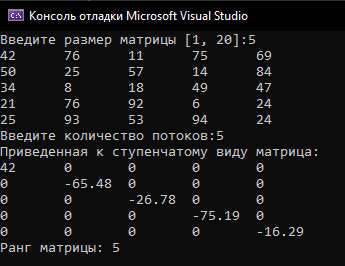 Консоль отладки Microsoft Visual Studio
Введите размер матрицы [1, 20]:5
42 76 11 75 69
50 25 57 14 84
34 8 18 49 47
21 76 92 6 24
25 93 53 94 24
Введите количество потоков:5
Приведенная к ступенчатому виду матрица:
42 0 0 0 0
0 -65.48 0 0 0
0 0 -26.78 0 0
0 0 0 -75.19 0
0 0 0 0 -16.29
Ранг матрицы: 5